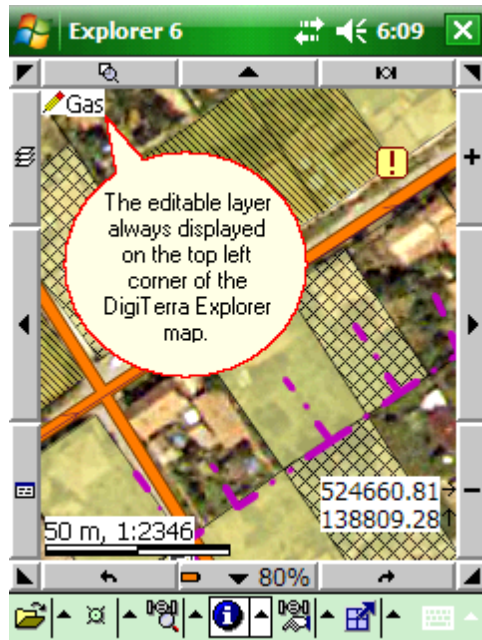 Explorer 6
6:09
Gas
The editable layer
always displayed
on the top left
corner of the
DigiTerra Explorer
map.
524660.81
138809.28
50 m, 1:2346
80%